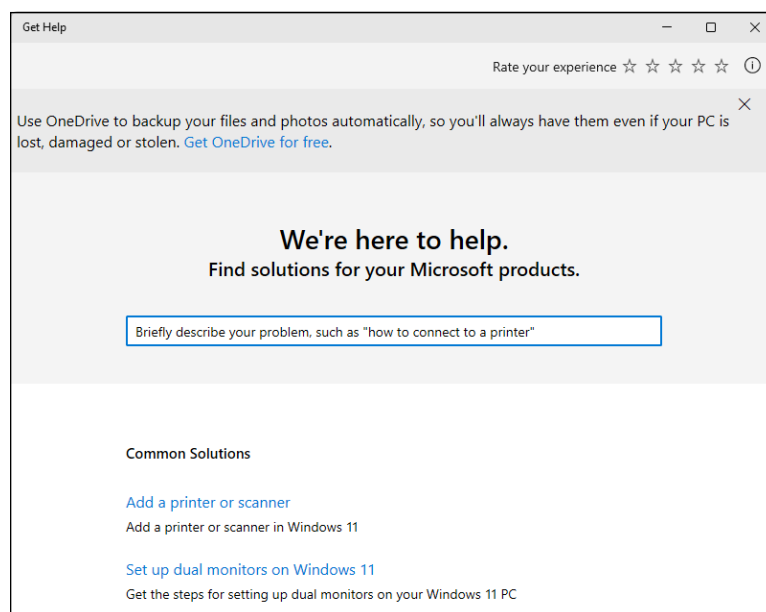 Get Help
Rate your experience
Use OneDrive to backup your files and photos automatically, so you'll always have them even if your PC is
lost, damaged or stolen. Get OneDrive for free.
We're here to help.
Find solutions for your Microsoft products.
Briefly describe your problem, such as "how to connect to a printer"
Common Solutions
Add a printer or scanner
Add a printer or scanner in Windows 11
Set up dual monitors on Windows 11
Get the steps for setting up dual monitors on your Windows 11 PC